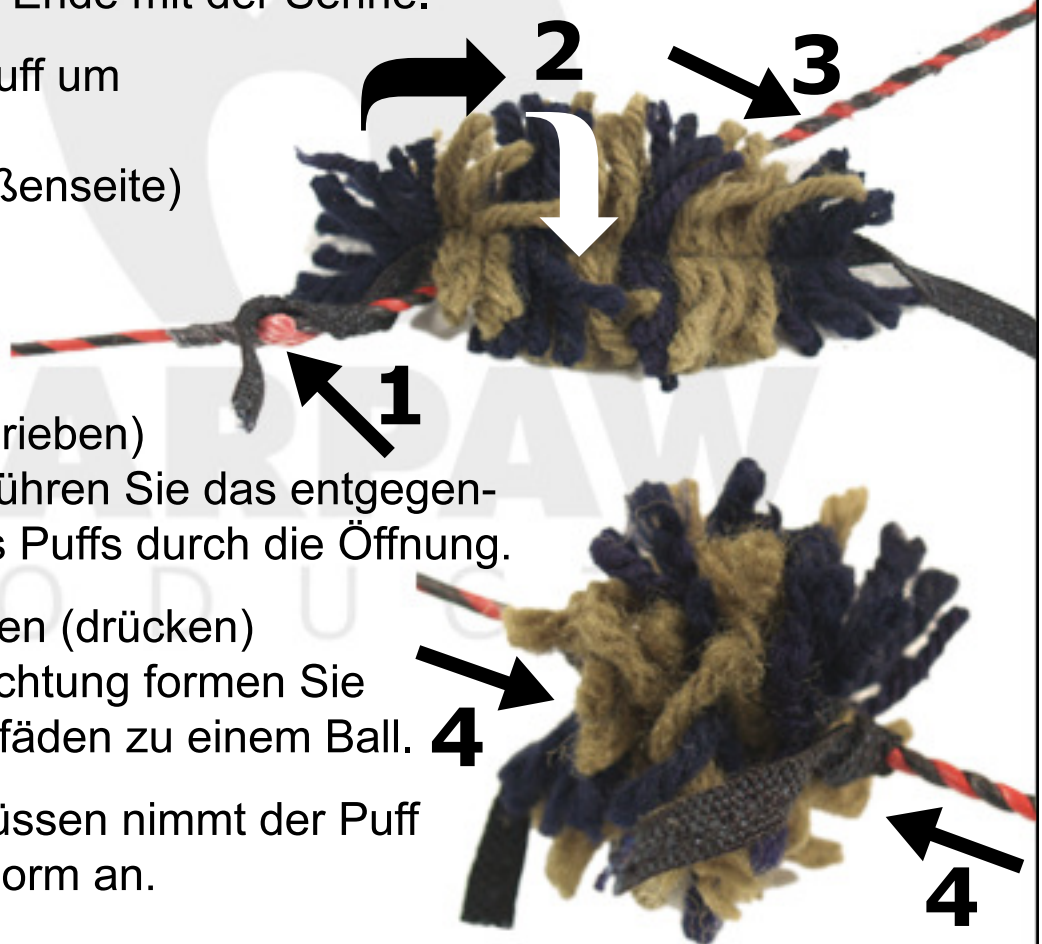 Ende mit der Sehne.
uff um
ßenseite)
2
3
1
rieben)
ühren Sie das entgegen-
s Puffs durch die Öffnung.
en (drücken)
chtung formen Sie
fäden zu einem Ball.
4
üssen nimmt der Puff
orm an.
4
ARPAW
O D U C